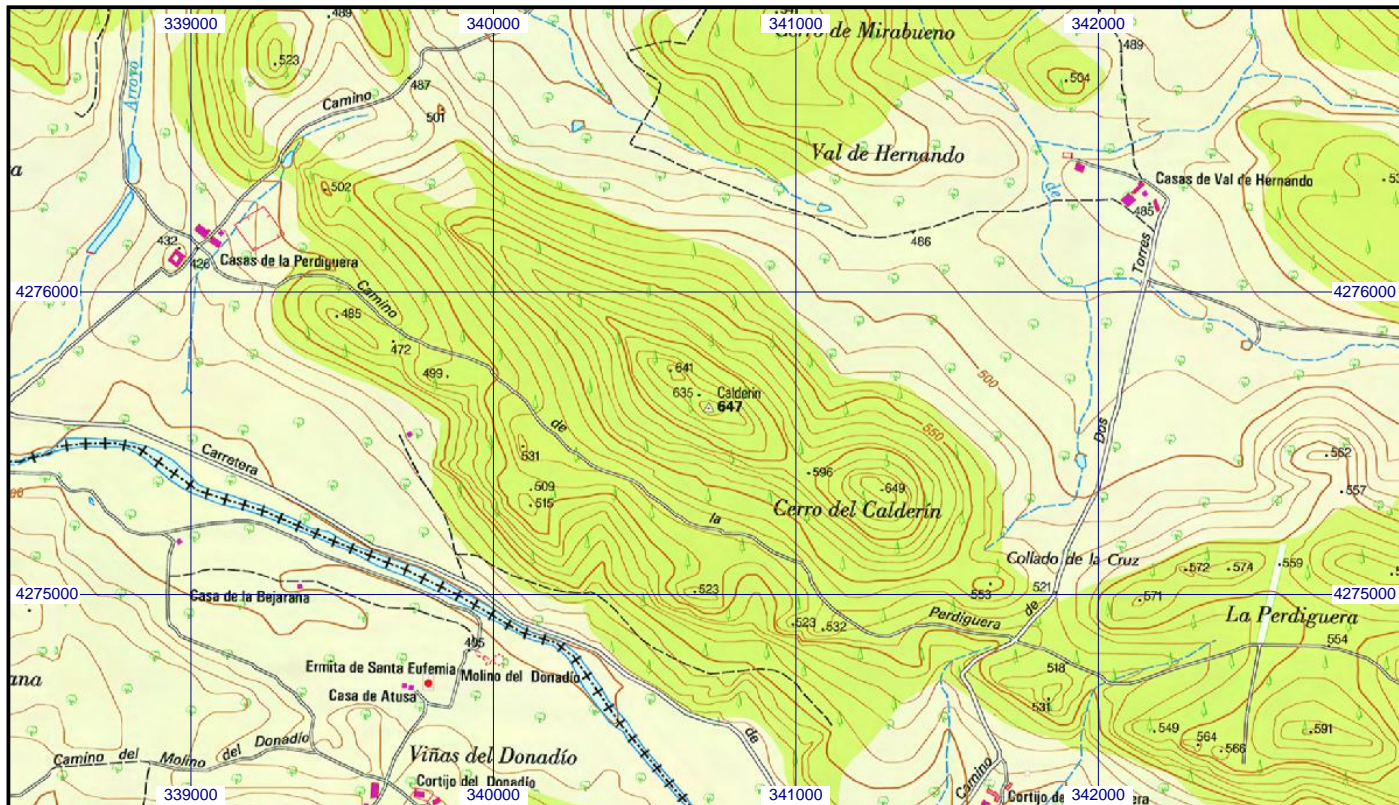 339000
340000
341000
342000
489
523
Cerro de Mirabueno
489
504
Arroyo
487
Camino
501
Val de Hernando
de
Casas de Val de Hernando
502
485
432
426
Casas de la Perdiguera
486
Torres
4276000
4276000
Camino
485
472
499
641
635
Calderín
647
500
550
Dos
de
Carretera
531
509
515
596
649
562
557
Cerro del Calderín
la
Collado de la Cruz
523
553
521
572
574
559
571
4275000
4275000
Casa de la Bejarana
Perdiguera
de
La Perdiguera
523
532
554
405
518
Ermita de Santa Eufemia
Molino del Donadío
Casa de Atusa
531
549
564
566
591
ana
de
Camino del Molino del Donadío
Viñas del Donadío
Cortijo del Donadío
Camino
Cortijo de
era
339000
340000
341000
342000